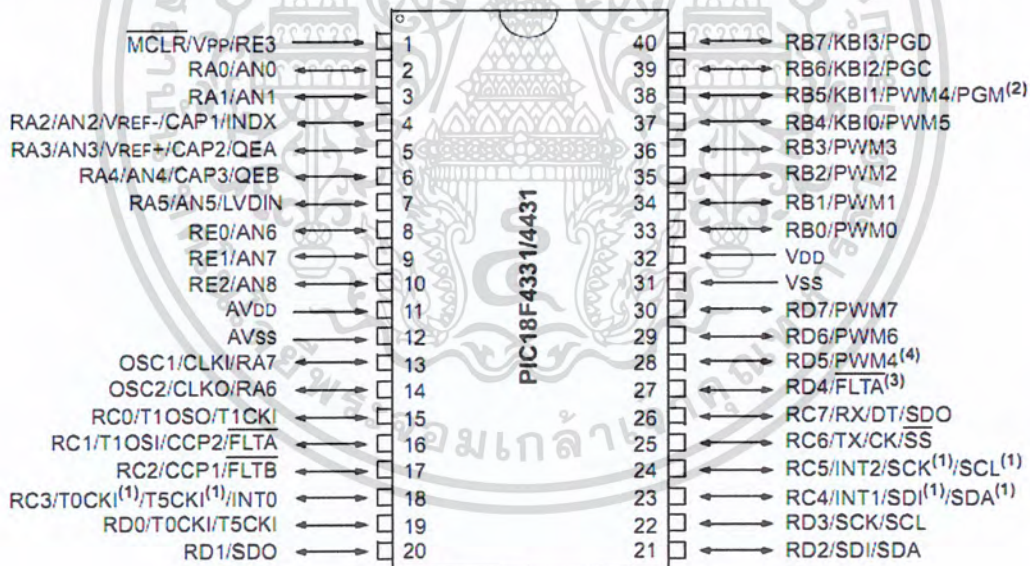 MCLR/VPP/RE3
RA0/AN0
RA1/AN1
RA2/AN2/VREF-/CAP1/INDX
RA3/AN3/VREF+/CAP2/QEA
RA4/AN4/CAP3/QEB
RA5/AN5/LVDIN
RE0/AN6
RE1/AN7
RE2/AN8
AVDD
AVSS
OSC1/CLKI/RA7
OSC2/CLKO/RA6
RC0/T1OSO/T1CKI
RC1/T1OSI/CCP2/FLTA
RC2/CCP1/FLTB
RC3/T0CKI(1)/T5CKI(1)/INT0
RD0/T0CKI/T5CKI
RD1/SDO
1
2
3
4
5
6
7
8
9
10
11
12
13
14
15
16
17
18
19
20
PIC18F4331/4431
40
39
38
37
36
35
34
33
32
31
30
29
28
27
26
25
24
23
22
21
RB7/KBI3/PGD
RB6/KBI2/PGC
RB5/KBI1/PWM4/PGM(2)
RB4/KBI0/PWM5
RB3/PWM3
RB2/PWM2
RB1/PWM1
RB0/PWM0
VDD
VSS
RD7/PWM7
RD6/PWM6
RD5/PWM4(4)
RD4/FLTA(3)
RC7/RX/DT/SDO
RC6/TX/CK/SS
RC5/INT2/SCK(1)/SCL(1)
RC4/INT1/SDI(1)/SDA(1)
RD3/SCK/SCL
RD2/SDI/SDA